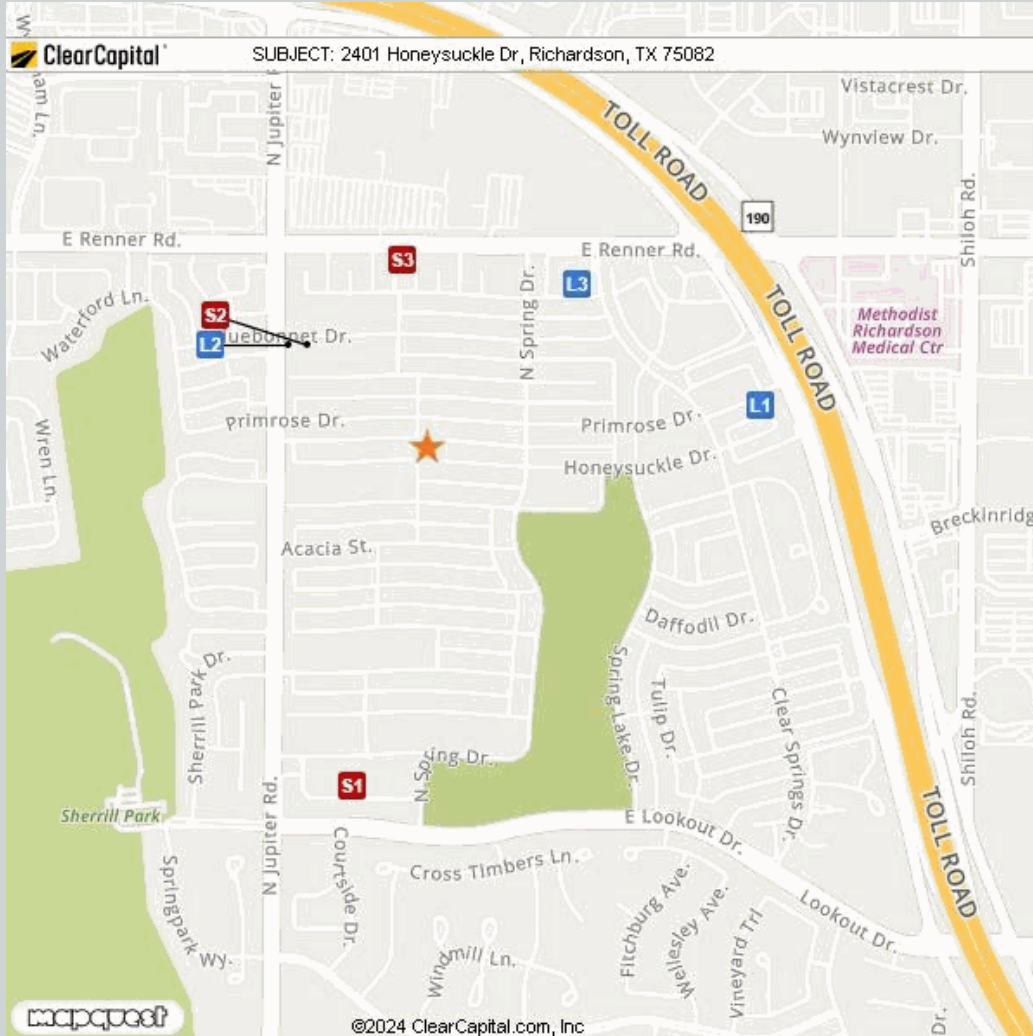 ClearCapital
SUBJECT: 2401 Honeysuckle Dr, Richardson, TX 75082
Vistacrest Dr.
Wynview Dr.
N Jupiter
TOLL ROAD
190
Shiloh Rd.
E Renner Rd.
E Renner Rd.
S3
L3
N Spring Dr.
Waterford Ln.
S2
L2
uebonnet Dr.
TOLL ROAD
Methodist
Richardson
Medical Ctr
L1
Primrose Dr.
Primrose Dr.
Wren Ln.
Honeysuckle Dr.
Breckinridg
Acacia St.
Daffodil Dr.
Sherrill Park Dr.
Spring Lake Dr.
Tulip Dr.
Clear Springs Dr.
Shiloh Rd.
N Spring Dr.
S1
Sherrill Park
N Jupiter Rd.
E Lookout Dr.
TOLL ROAD
Courtside Dr.
Cross Timbers Ln.
Springpark Wy.
Fitchburg Ave.
Wellesley Ave.
Vineyard Trl
Lookout Dr.
Windmill Ln.
Dr.
mapquest
©2024 ClearCapital.com, Inc